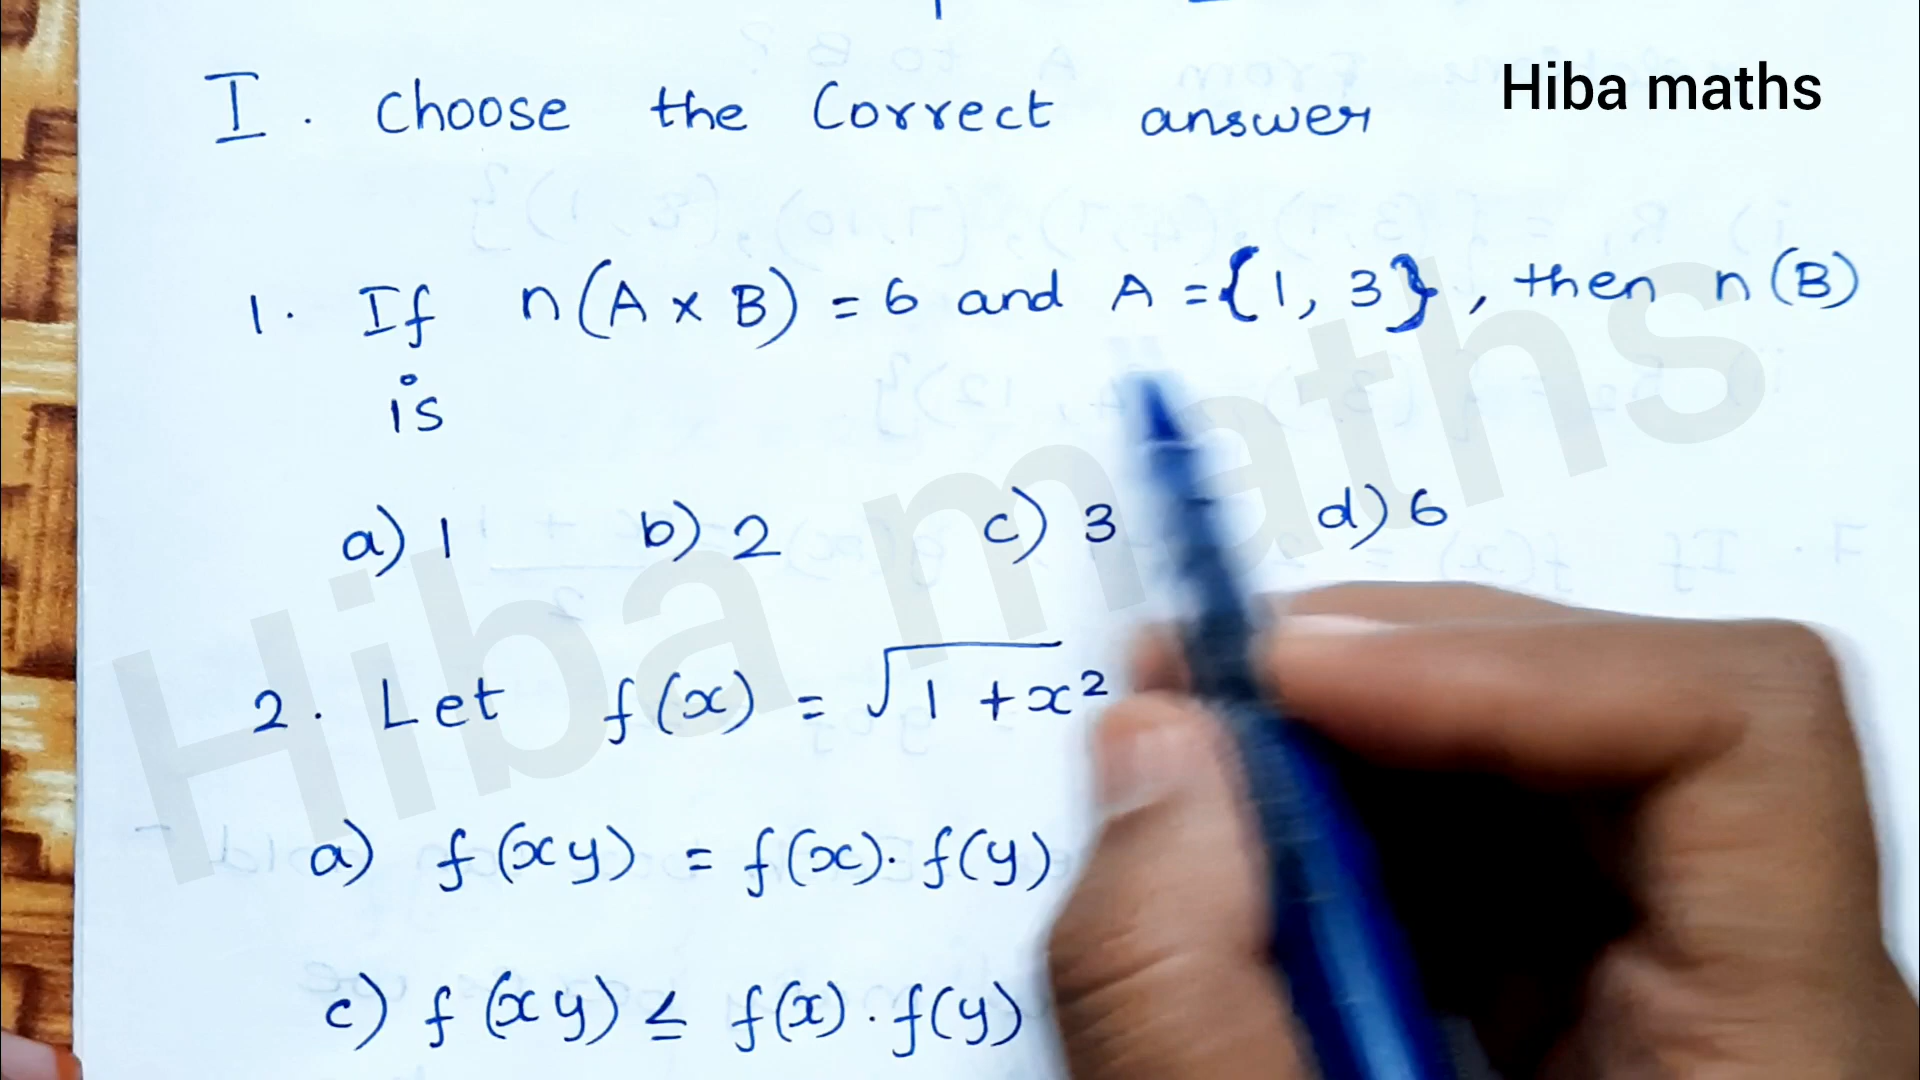 Hiba maths
I. Choose the Correct answer
1. If n(A x B) = 6 and A = {1, 3}, then n(B)
is
a) 1 b) 2 c) 3 d) 6
2. Let f(x) = √1 + x²
a) f(xy) = f(x). f(y)
c) f(xy) ≤ f(x). f(y)
Hiba maths